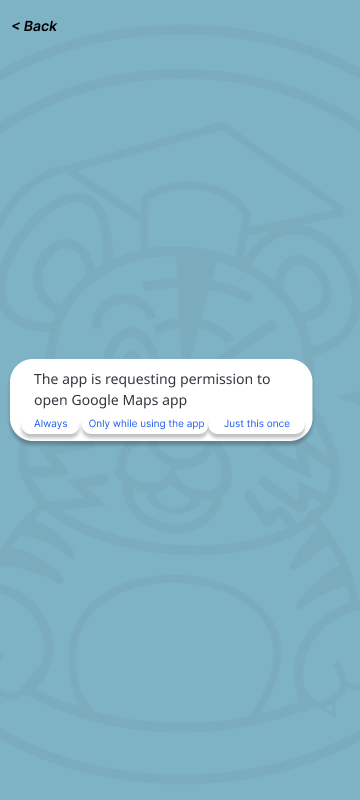 < Back
The app is requesting permission to
open Google Maps app
Always Only while using the app Just this once